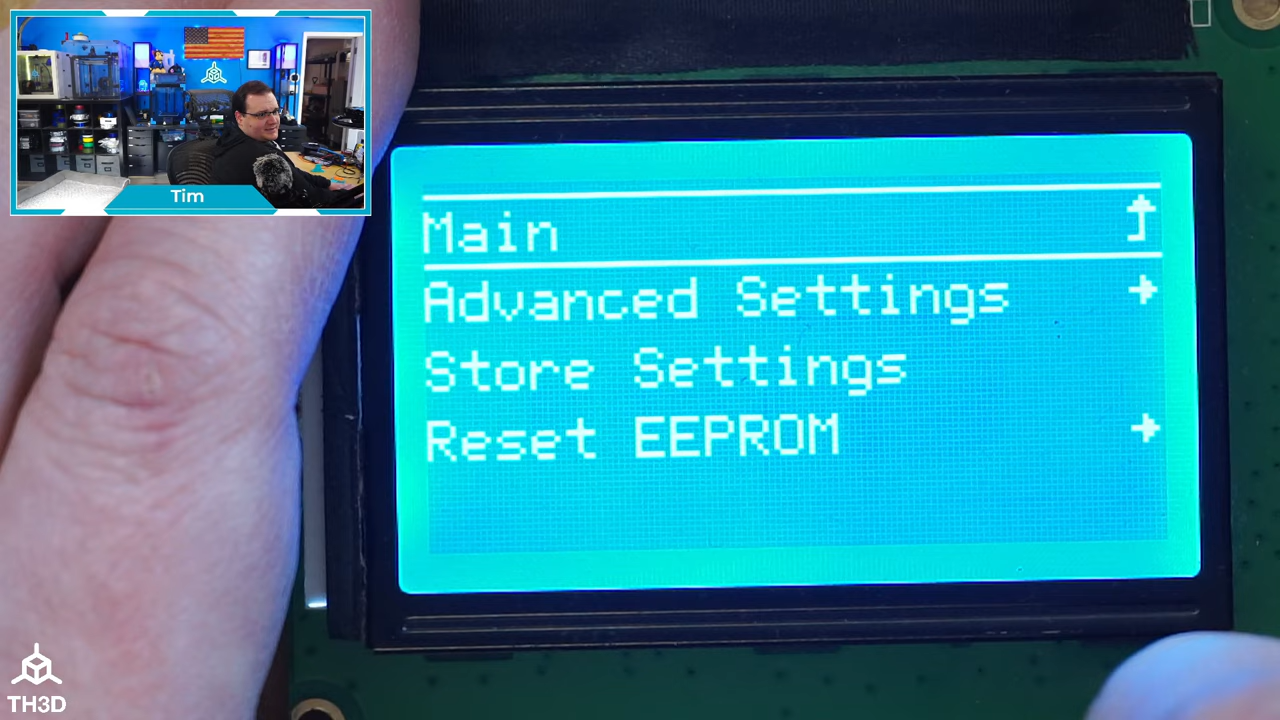 Tim
Main
Advanced Settings
Store Settings
Reset EEPROM
TH3D